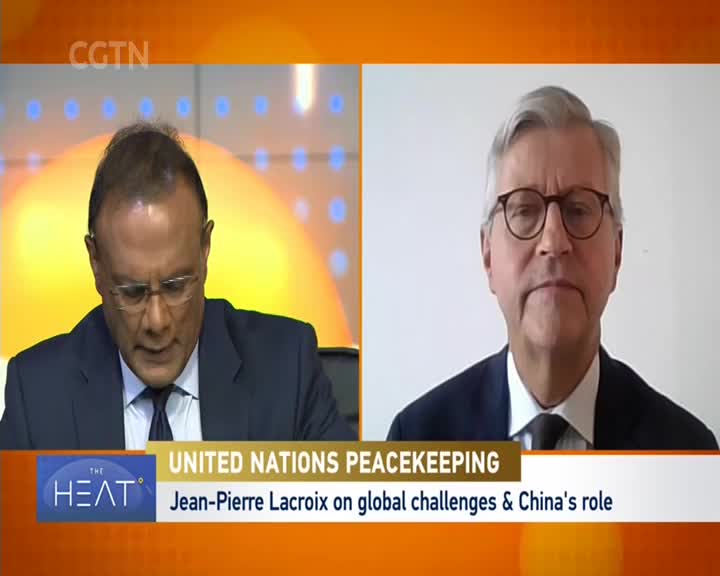 CGTN
UNITED NATIONS PEACEKEEPING
THE
HEAT
Jean-Pierre Lacroix on global challenges & China's role